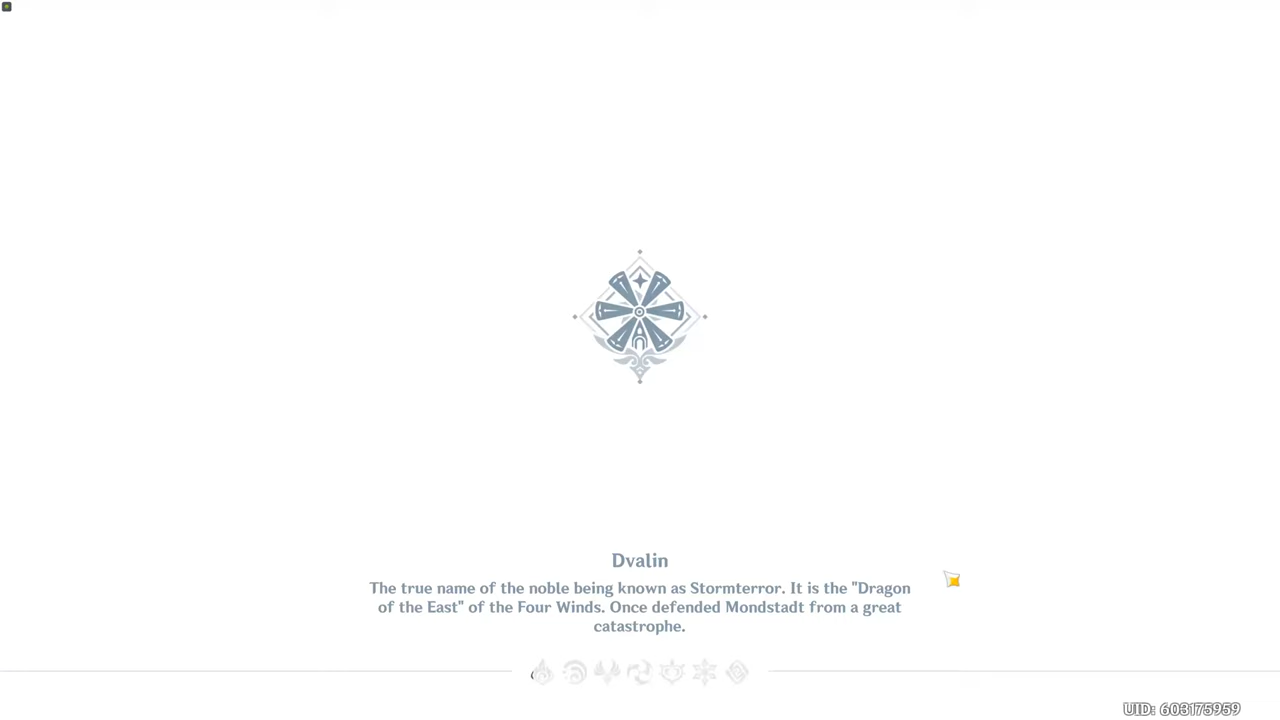 Dvalin
The true name of the noble being known as Stormterror. It is the "Dragon
of the East" of the Four Winds. Once defended Mondstadt from a great
catastrophe.
UID: 603175959